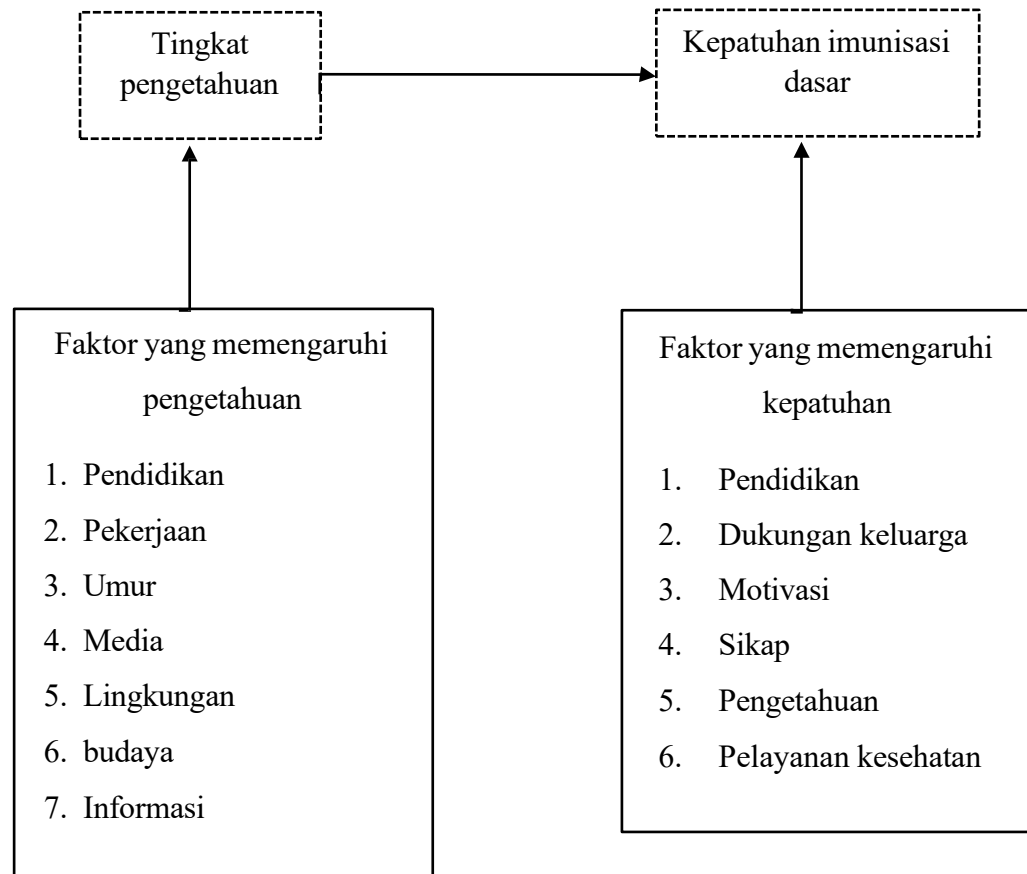 Tingkat
pengetahuan
Kepatuhan imunisasi
dasar
Faktor yang memengaruhi
pengetahuan
1. Pendidikan
2. Pekerjaan
3. Umur
4. Media
5. Lingkungan
6. budaya
7. Informasi
Faktor yang memengaruhi
kepatuhan
1. Pendidikan
2. Dukungan keluarga
3. Motivasi
4. Sikap
5. Pengetahuan
6. Pelayanan kesehatan